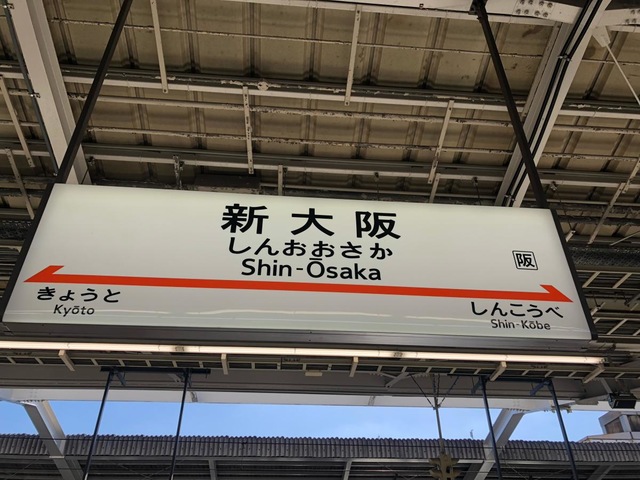 新大阪
しんおおさか
Shin-Ōsaka
阪
きょうと
Kyōto
しんこうべ
Shin-Kōbe